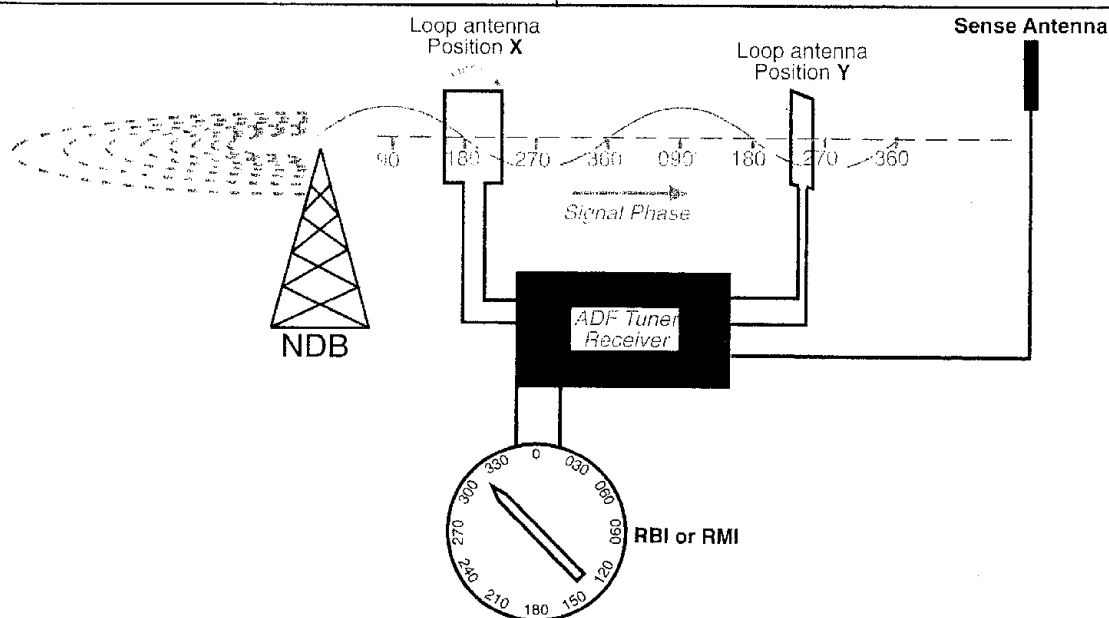 Loop antenna
Position X
Sense Antenna
Loop antenna
Position Y
90 180 270 360 090 180 270 360
Signal Phase
ADF Tuner
Receiver
NDB
0
030
060
090
120
150
180
210
240
270
300
330
RBI or RMI